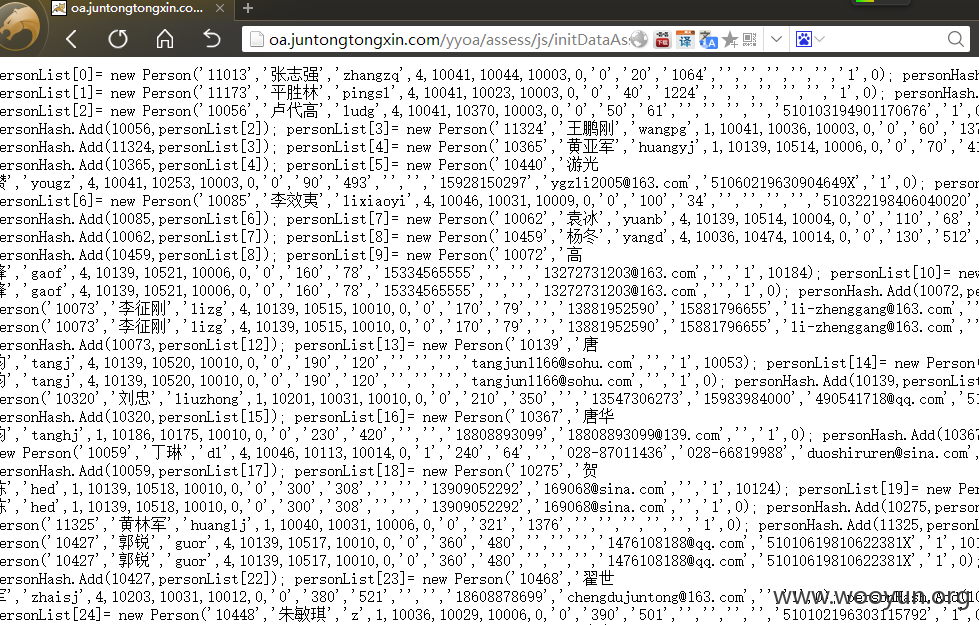 oa.juntongtongxin.co...
oa.juntongtongxin.com/yyoa/assess/js/initDataAs
ersonList[0]= new Person('11013','张志强','zhangzq',4,10041,10044,10003,0,'0','20','1064','','','','','','1',0); personHash.
ersonList[1]= new Person('11173','平胜林','pingsl',4,10041,10023,10003,0,'0','40','1224','','','','','','1',0); personHash.
ersonList[2]= new Person('10056','卢代高','ludg',4,10041,10370,10003,0,'0','50','61','','','','','510103194901170676','1',0
ersonHash.Add(10056,personList[2]); personList[3]= new Person('11324','王鹏刚','wangpg',1,10041,10036,10003,0,'0','60','137
ersonHash.Add(11324,personList[3]); personList[4]= new Person('10365','黄亚军','huangyj',1,10139,10514,10006,0,'0','70','41
ersonHash.Add(10365,personList[4]); personList[5]= new Person('10440','游光
','yougz',4,10041,10253,10003,0,'0','90','493','','','15928150297','ygzli2005@163.com','51060219630904649X','1',0); perso
ersonList[6]= new Person('10085','李效夷','lixiaoyi',4,10046,10031,10009,0,'0','100','34','','','','','510322198406040020','
ersonHash.Add(10085,personList[6]); personList[7]= new Person('10062','袁冰','yuanb',4,10139,10514,10004,0,'0','110','68','
ersonHash.Add(10062,personList[7]); personList[8]= new Person('10459','杨冬','yangd',4,10036,10474,10014,0,'0','130','512',
ersonHash.Add(10459,personList[8]); personList[9]= new Person('10072','高
','gaof',4,10139,10521,10006,0,'0','160','78','15334565555','','','13272731203@163.com','','1',10184); personList[10]= new
','gaof',4,10139,10521,10006,0,'0','160','78','15334565555','','','13272731203@163.com','','1',0); personHash.Add(10072,pe
erson('10073','李征刚','lizg',4,10139,10515,10010,0,'0','170','79','','13881952590','15881796655','li-zhenggang@163.com','
erson('10073','李征刚','lizg',4,10139,10515,10010,0,'0','170','79','','13881952590','15881796655','li-zhenggang@163.com','
ersonHash.Add(10073,personList[12]); personList[13]= new Person('10139','唐
','tangj',4,10139,10520,10010,0,'0','190','120','','','','tangjun1166@sohu.com','','1',10053); personList[14]= new Person
','tangj',4,10139,10520,10010,0,'0','190','120','','','','tangjun1166@sohu.com','','1',0); personHash.Add(10139,personList
erson('10320','刘忠','liuzhong',1,10201,10031,10010,0,'0','210','350','','13547306273','15983984000','490541718@qq.com','51
ersonHash.Add(10320,personList[15]); personList[16]= new Person('10367','唐华
','tanghj',1,10186,10175,10010,0,'0','230','420','','','18808893099','18808893099@139.com','','1',0); personHash.Add(10367
ew Person('10059','丁琳','dl',4,10046,10113,10014,0,'1','240','64','','028-87011436','028-66819988','duoshiruren@sina.com',
ersonHash.Add(10059,personList[17]); personList[18]= new Person('10275','贺
','hed',1,10139,10518,10010,0,'0','300','308','','','13909052292','169068@sina.com','','1',10124); personList[19]= new Per
','hed',1,10139,10518,10010,0,'0','300','308','','','13909052292','169068@sina.com','','1',0); personHash.Add(10275,person
erson('11325','黄林军','huanglj',1,10040,10031,10006,0,'0','321','1376','','','','','','1',0); personHash.Add(11325,person
erson('10427','郭锐','guor',4,10139,10517,10010,0,'0','360','480','','','','1476108188@qq.com','51010619810622381X','1',101
erson('10427','郭锐','guor',4,10139,10517,10010,0,'0','360','480','','','','1476108188@qq.com','51010619810622381X','1',0);
ersonHash.Add(10427,personList[22]); personList[23]= new Person('10468','翟世
','zhaisj',4,10203,10031,10012,0,'0','380','521','','','18608878699','chengdujuntong@163.com','','1',0);
ersonList[24]= new Person('10448','朱敏琪','z',1,10036,10029,10006,0,'0','390','501','','','','','510102196303115792','1',
www.wooyun.org